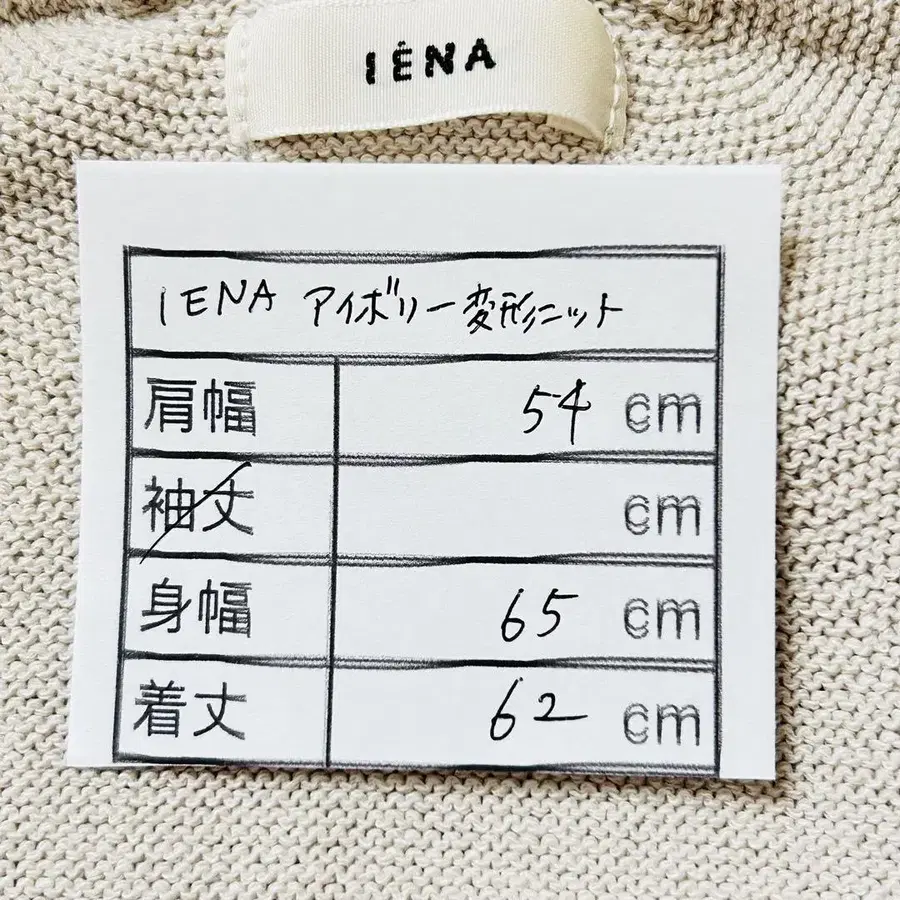 IÉNA
IENA アイボリー変形ニット
肩幅 54 cm
袖丈 cm
身幅 65 cm
着丈 62 cm